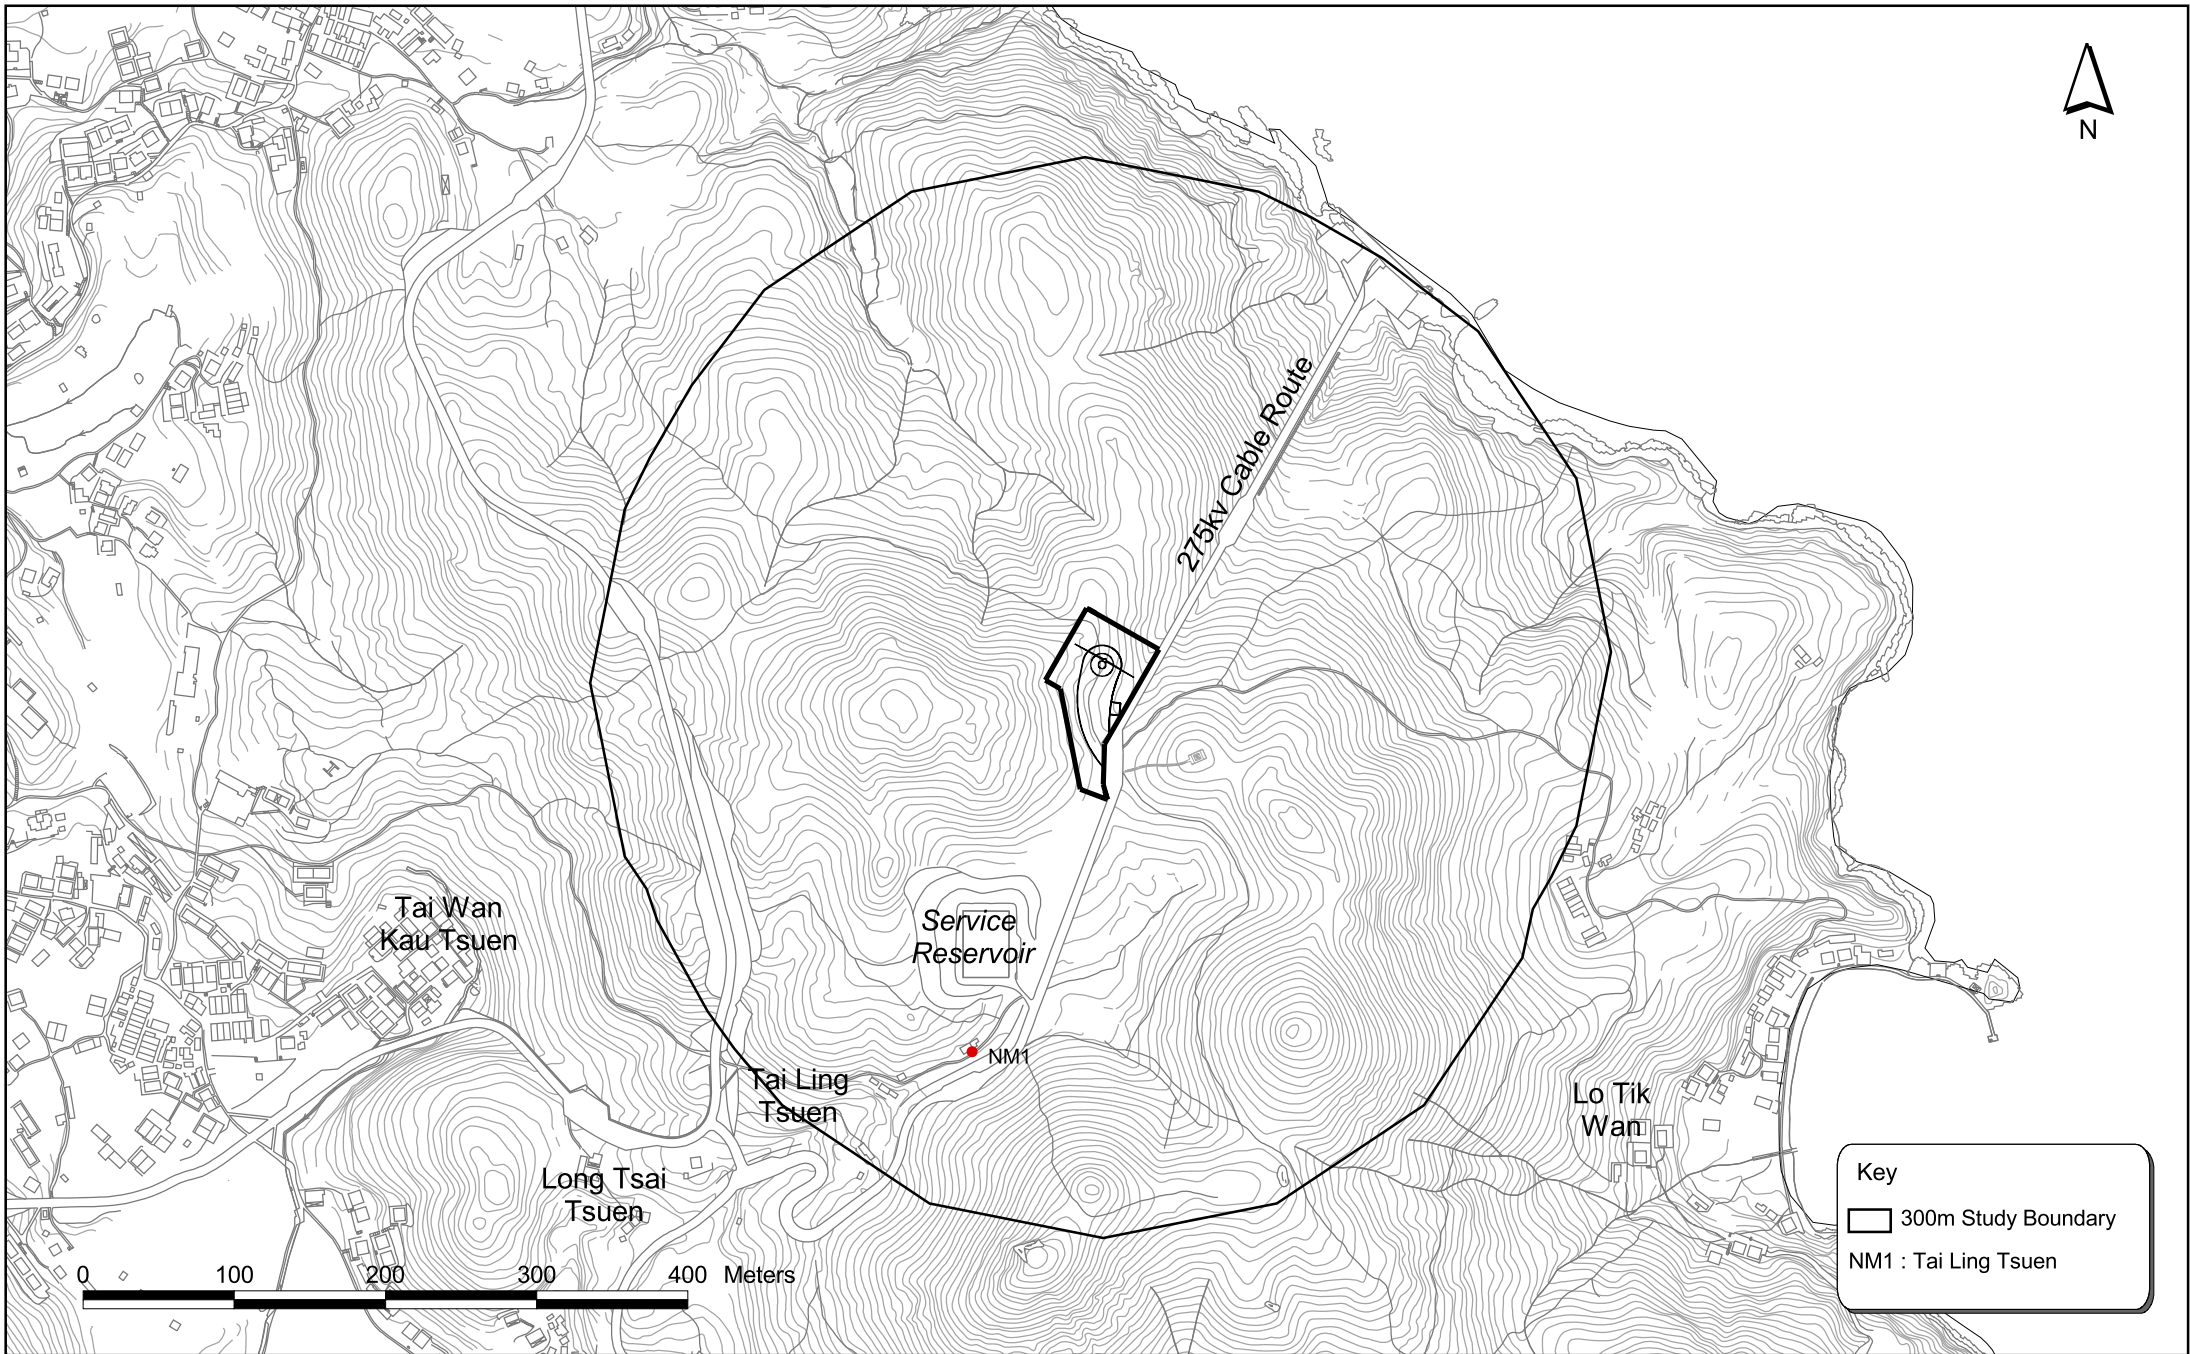 N
275kv Cable Route
Tai Wan
Kau Tsuen
Service
Reservoir
NM1
Tai Ling
Tsuen
Lo Tik
Wan
Long Tsai
Tsuen
Key
300m Study Boundary
NM1 : Tai Ling Tsuen
0 100 200 300 400 Meters